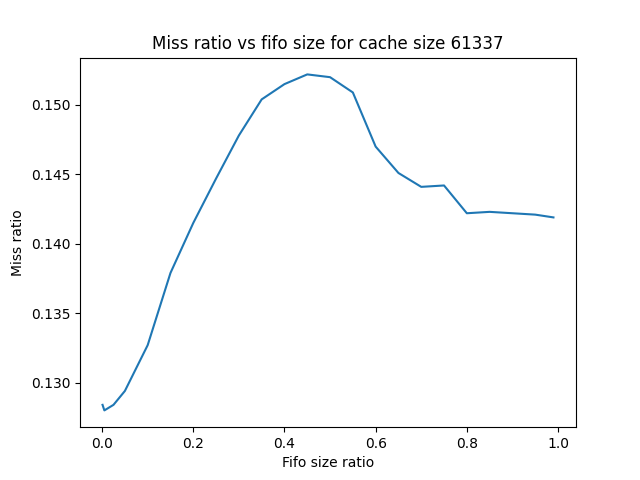 Miss ratio vs fifo size for cache size 61337
0.150
0.145
0.140
0.135
0.130
Miss ratio
0.0 0.2 0.4 0.6 0.8 1.0
Fifo size ratio